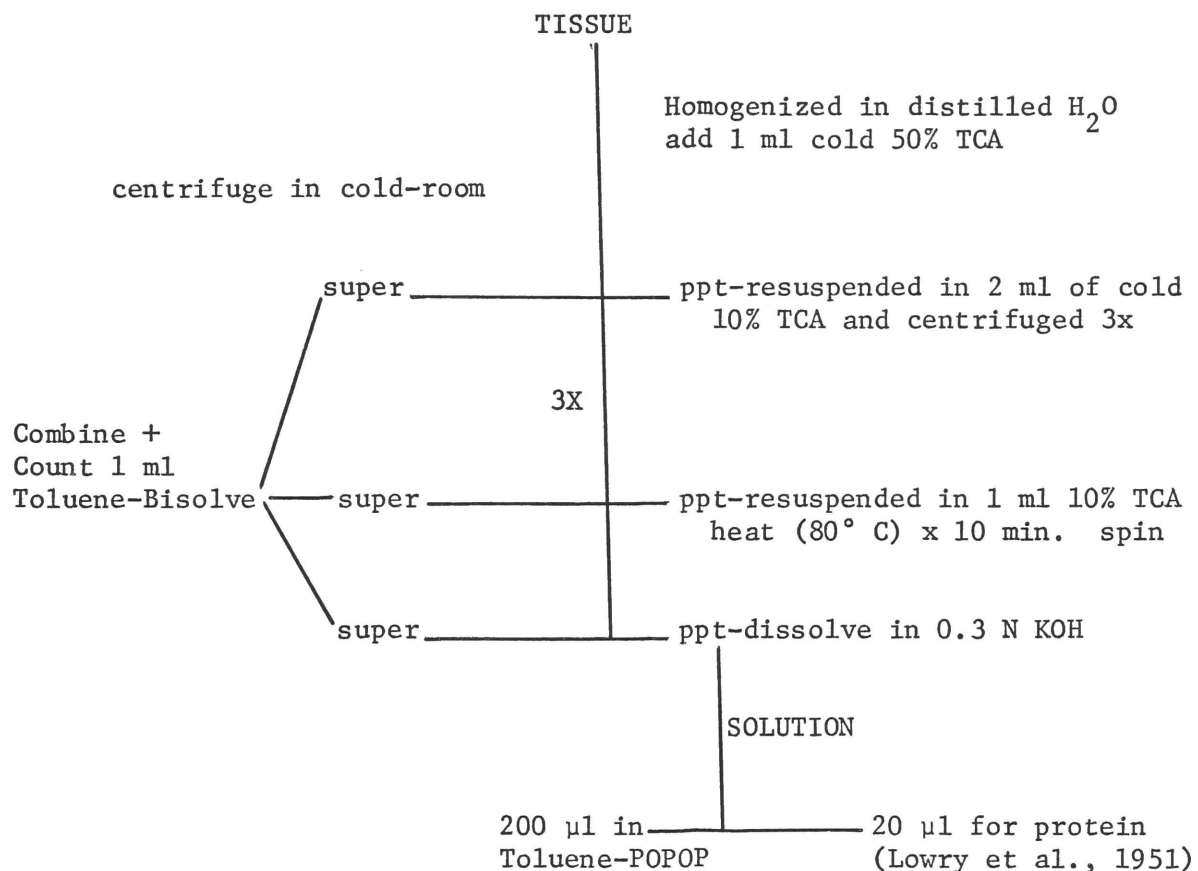 TISSUE
Homogenized in distilled H₂O
add 1 ml cold 50% TCA
centrifuge in cold-room
super
ppt-resuspended in 2 ml of cold
10% TCA and centrifuged 3x
3X
Combine +
Count 1 ml
Toluene-Bisolve
super
ppt-resuspended in 1 ml 10% TCA
heat (80° C) x 10 min. spin
super
ppt-dissolve in 0.3 N KOH
SOLUTION
200 µl in
Toluene-POPOP
20 µl for protein
(Lowry et al., 1951)